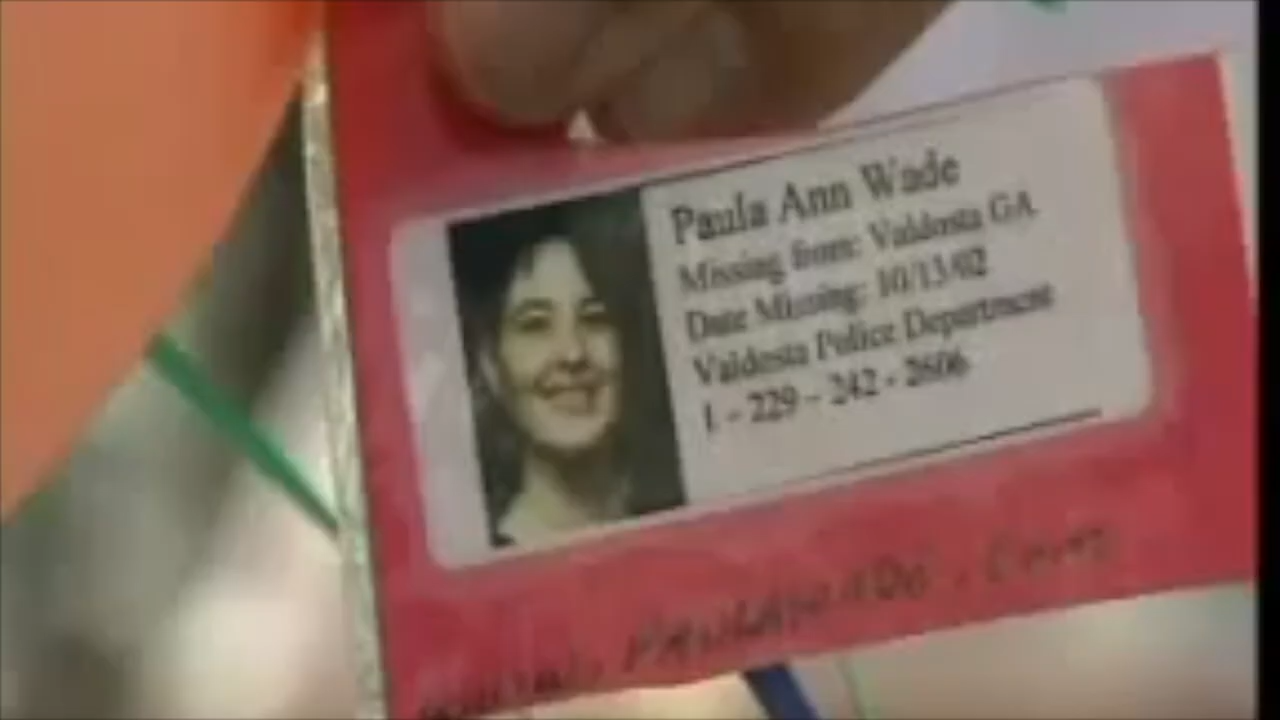 Paula Ann Wade
Missing from: Valdosta GA
Date Missing: 10/13/02
Valdosta Police Department
1 - 229 - 242 - 2606